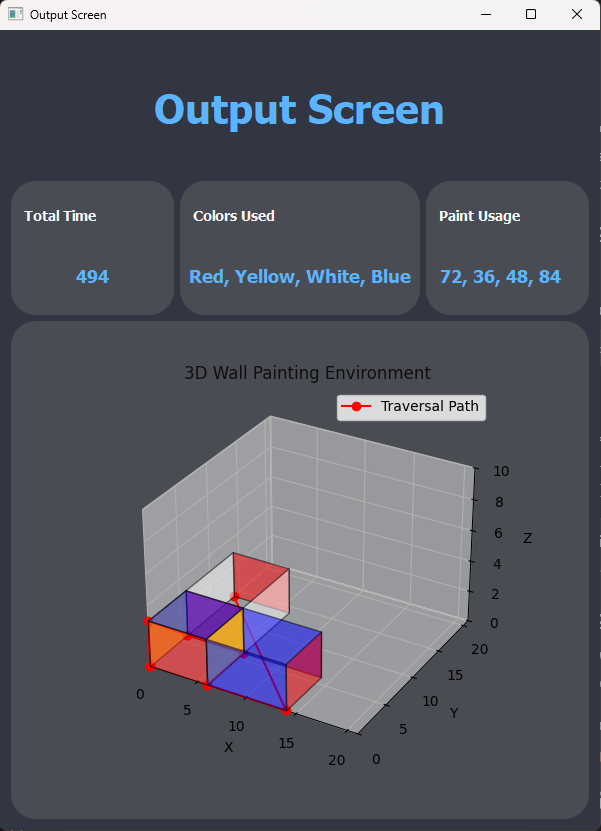 Output Screen
Output Screen
Total Time
Colors Used
Paint Usage
494
Red, Yellow, White, Blue
72, 36, 48, 84
3D Wall Painting Environment
Traversal Path
10
8
6
4
2
0
Z
20
15
10
5
0
Y
0
5
10
15
20
X